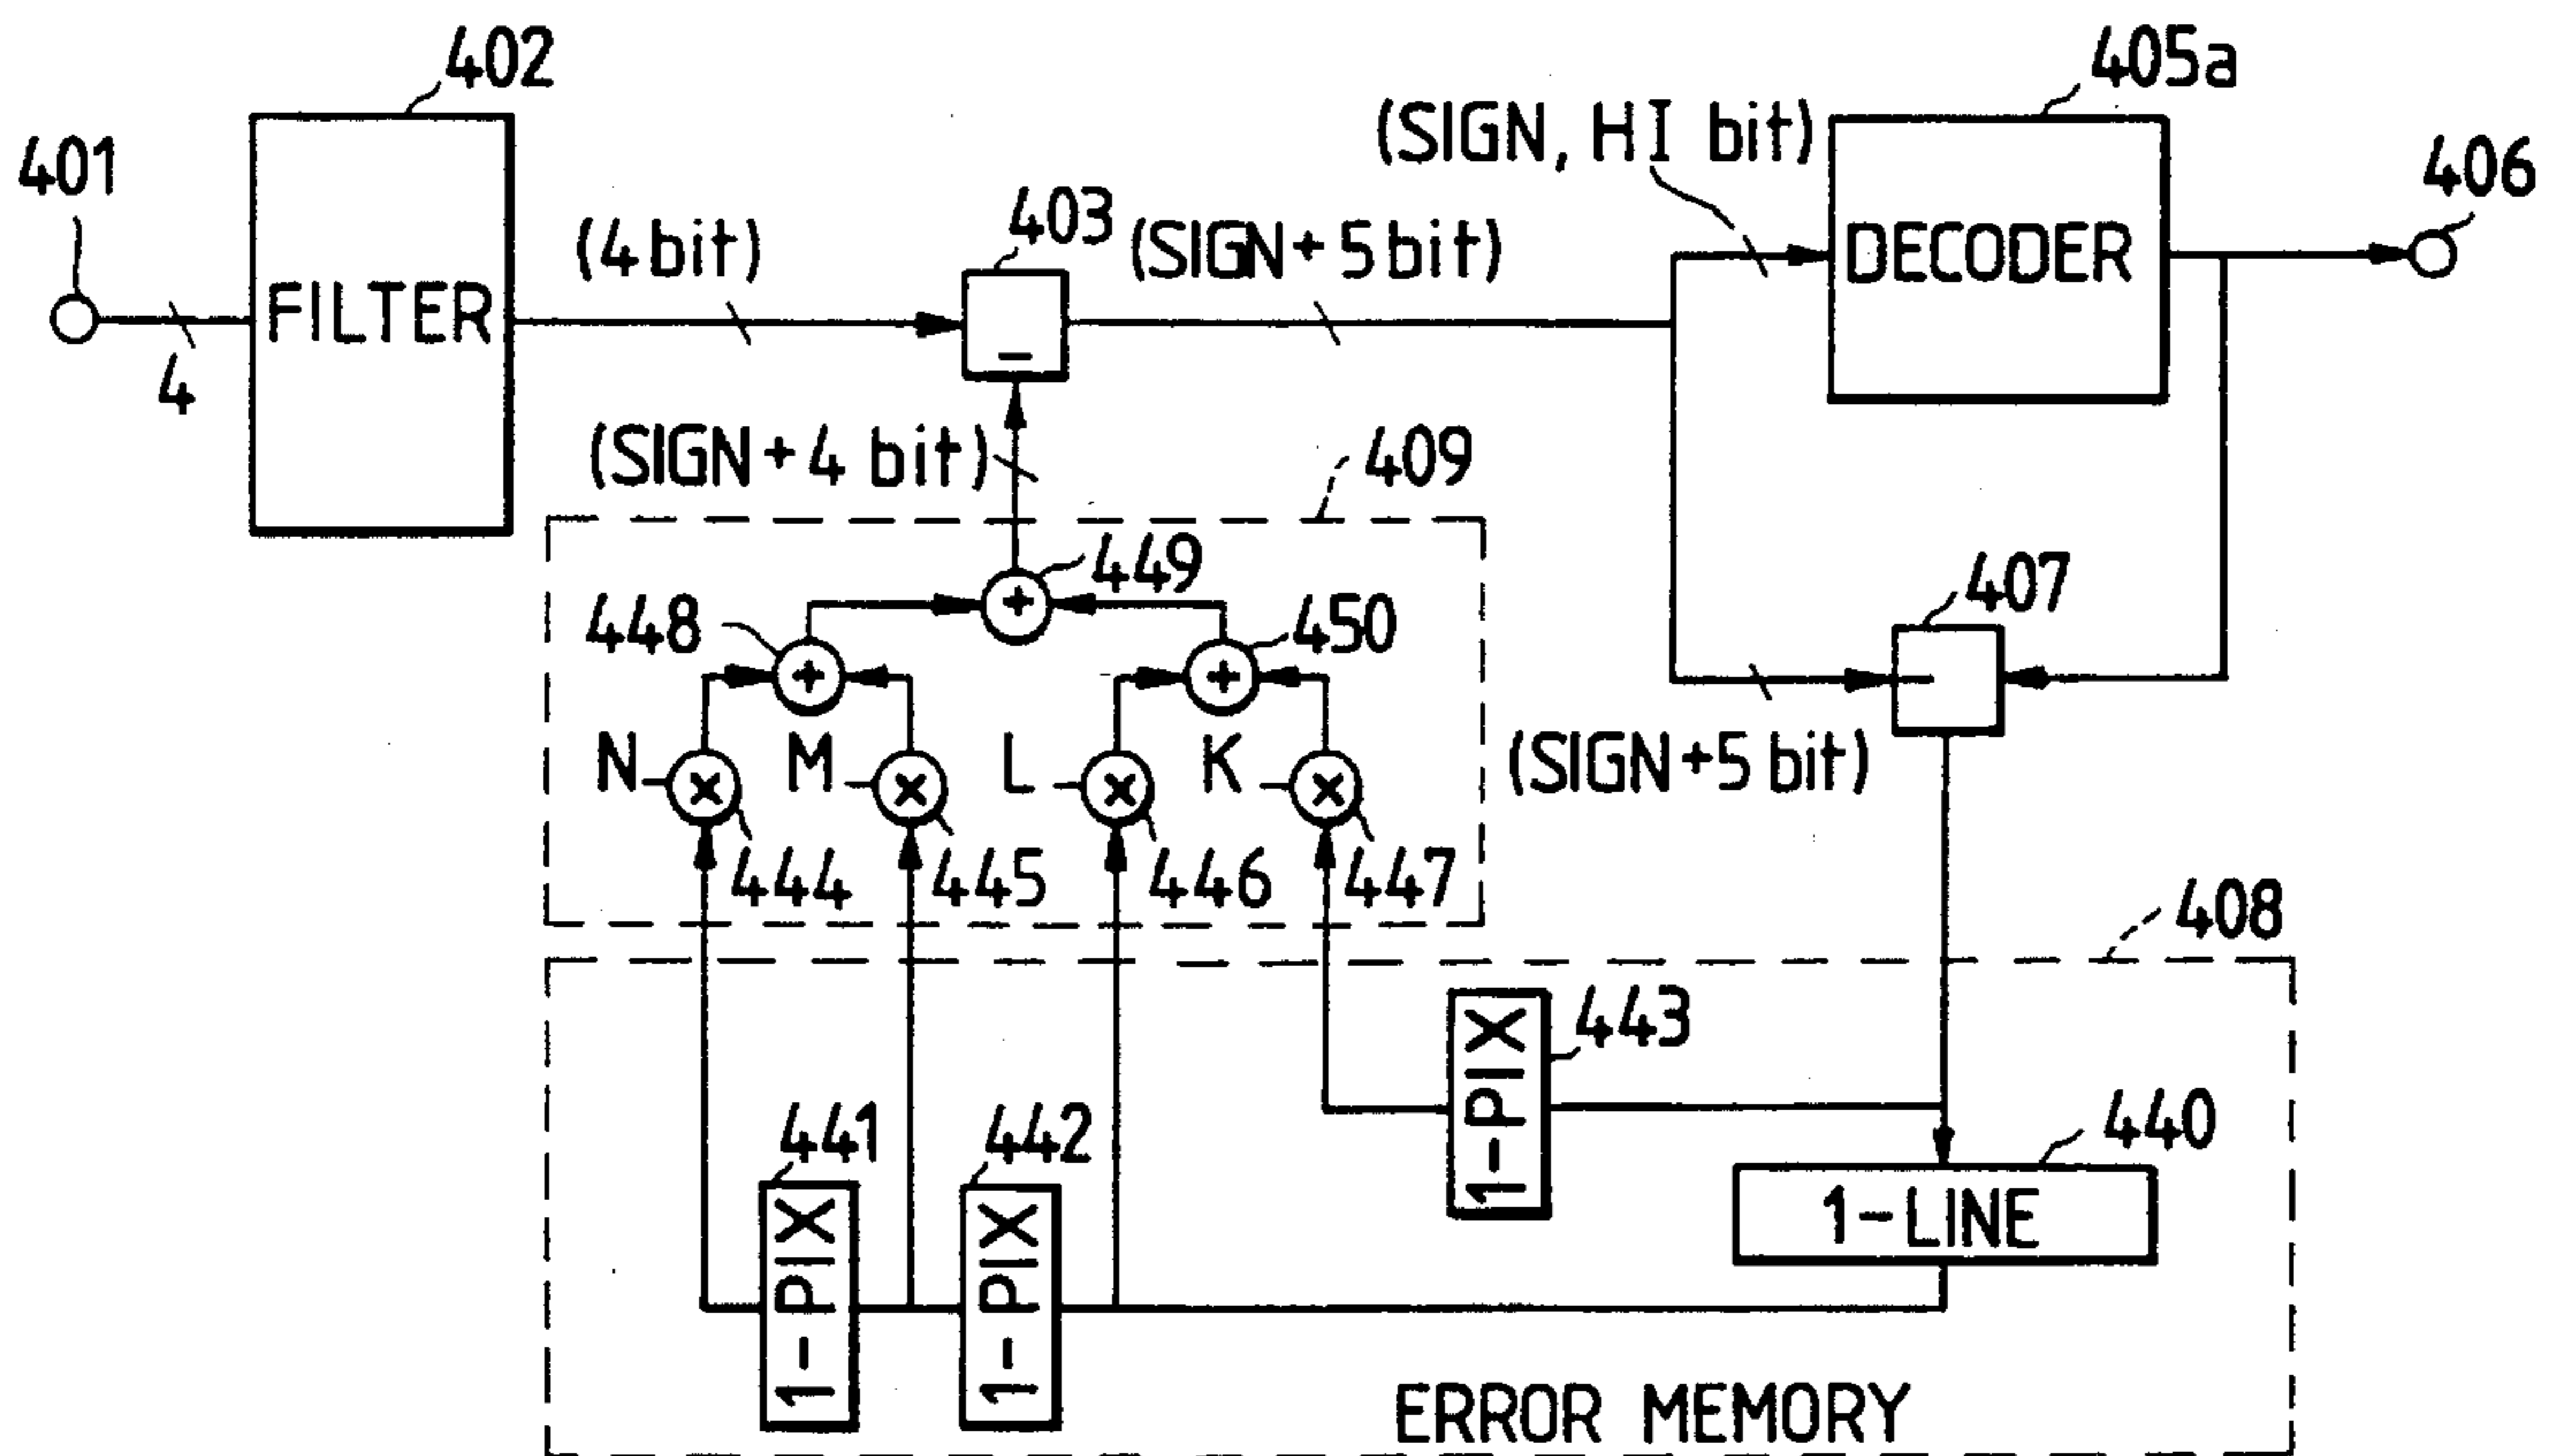 402
405a
(SIGN, HI bit)
401
406
403
(4 bit)
(SIGN + 5 bit)
DECODER
FILTER
4
(SIGN + 4 bit)
409
449
407
448
+
450
+
+
−
−
N
M
L
K
(SIGN + 5 bit)
×
×
×
×
444
445
446
447
408
443
1-PIX
441
442
440
1-PIX
1-PIX
1-LINE
ERROR MEMORY